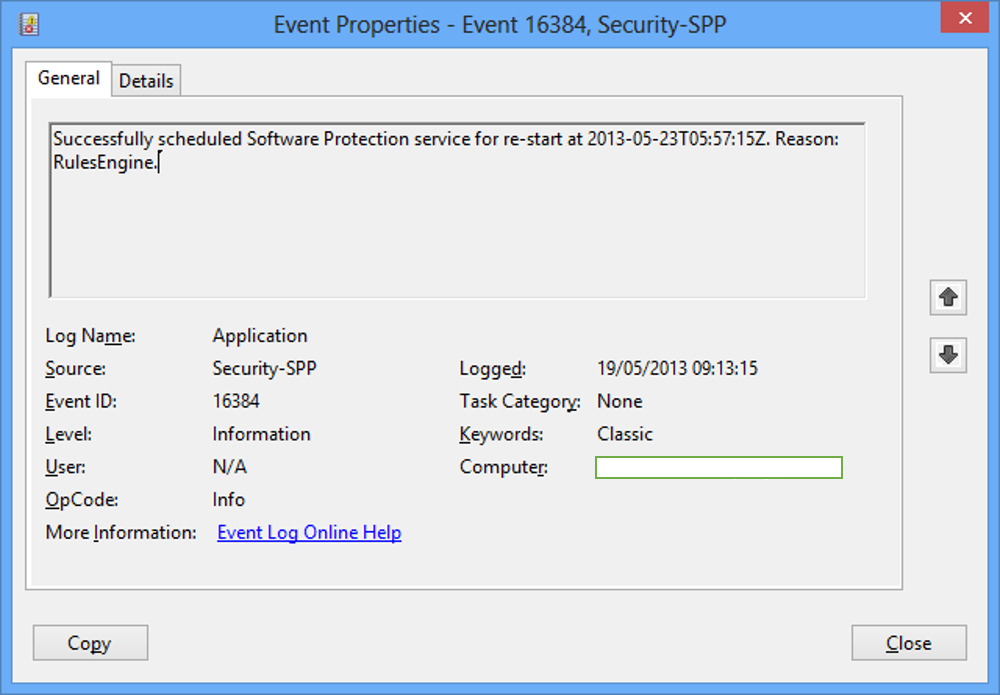 Event Properties - Event 16384, Security-SPP
General
Details
Successfully scheduled Software Protection service for re-start at 2013-05-23T05:57:15Z. Reason:
RulesEngine.
Log Name: Application
Source: Security-SPP Logged: 19/05/2013 09:13:15
Event ID: 16384 Task Category: None
Level: Information Keywords: Classic
User: N/A Computer:
OpCode: Info
More Information: Event Log Online Help
Copy
Close